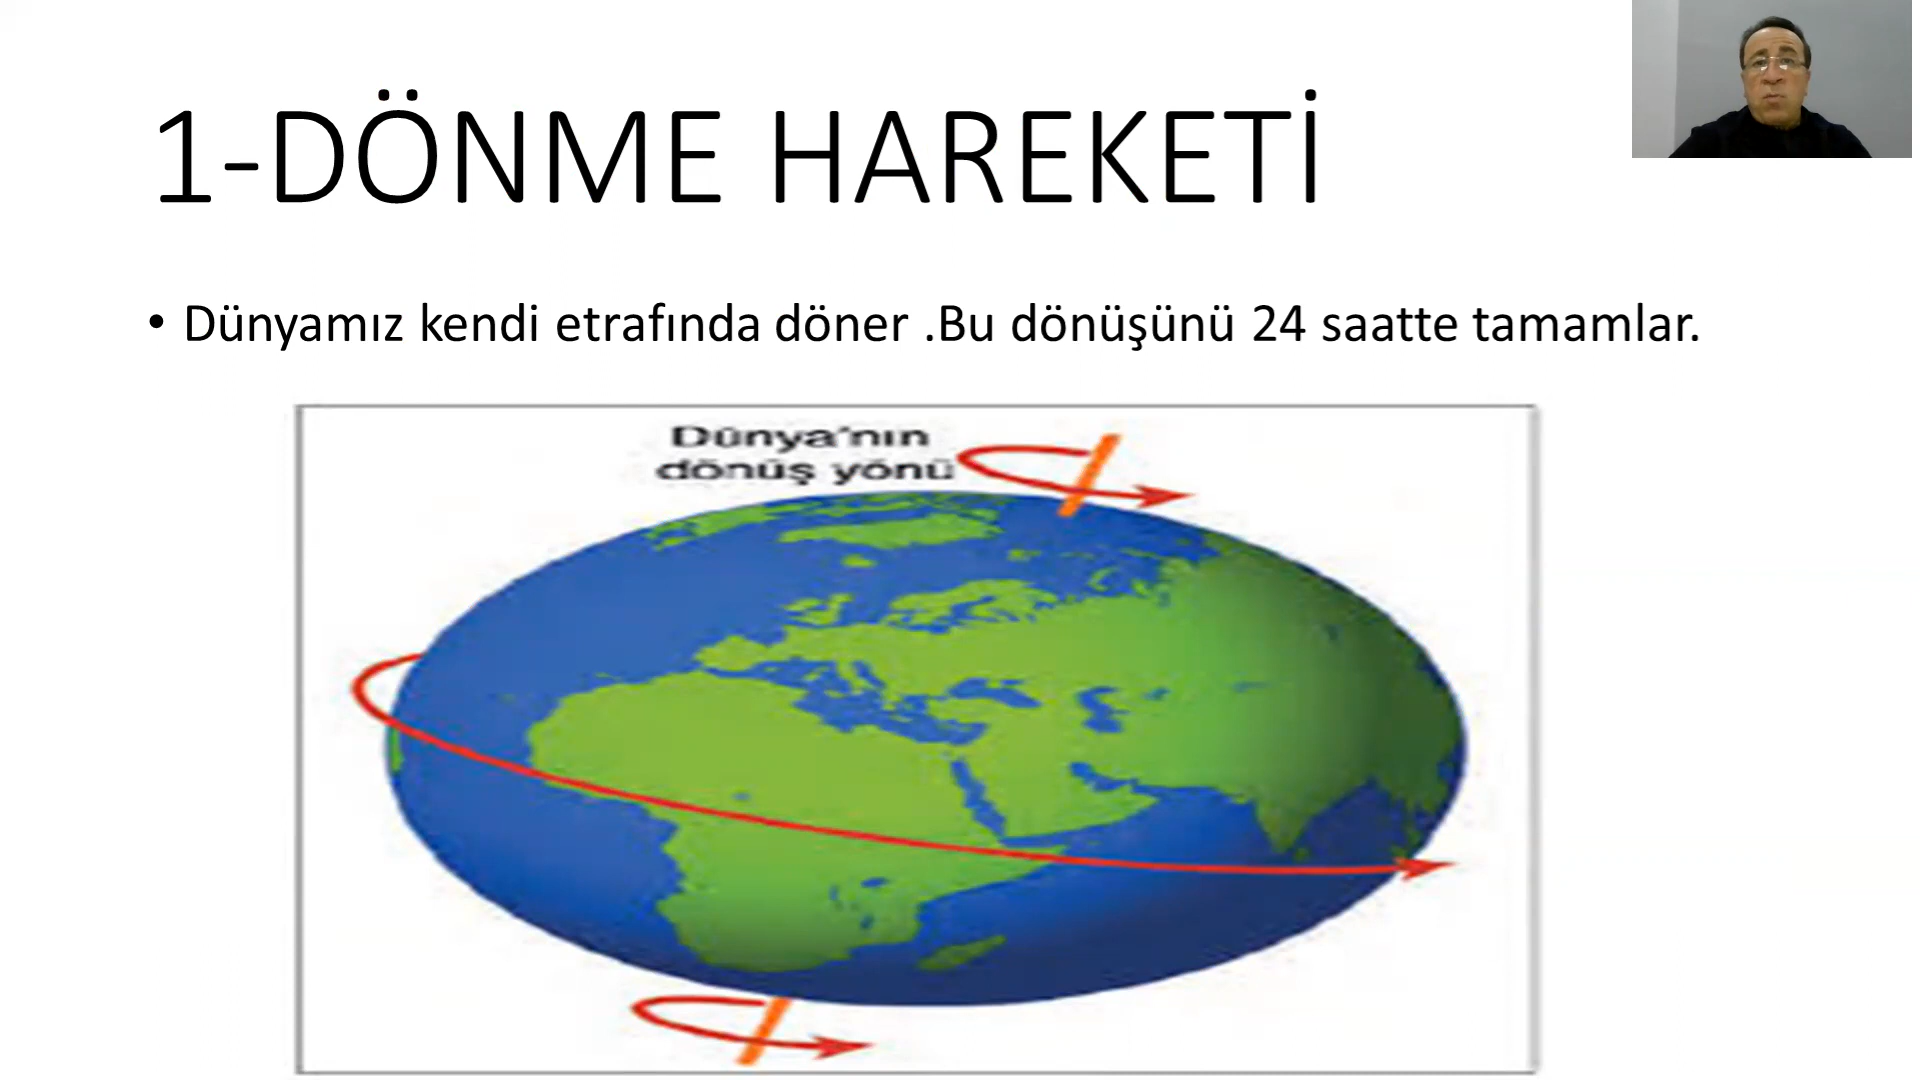 1-DÖNME HAREKETİ
• Dünyamız kendi etrafında döner .Bu dönüşünü 24 saatte tamamlar.
Dünya'nın
dönüş yönü